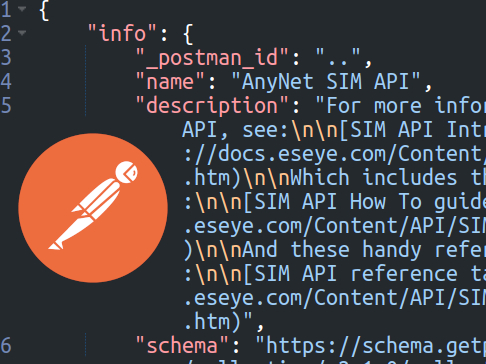 1 {
2 "info": {
3 "_postman_id": "..",
4 "name": "AnyNet SIM API",
5 "description": "For more infor
API, see:\n\n[SIM API Intr
://docs.eseye.com/Content/
.htm)\n\nWhich includes th
:\n\n[SIM API How To guide
.eseye.com/Content/API/SIM
)\n\nAnd these handy refer
:\n\n[SIM API reference ta
.eseye.com/Content/API/SIM
.htm)",
6 "schema": "https://schema.getp